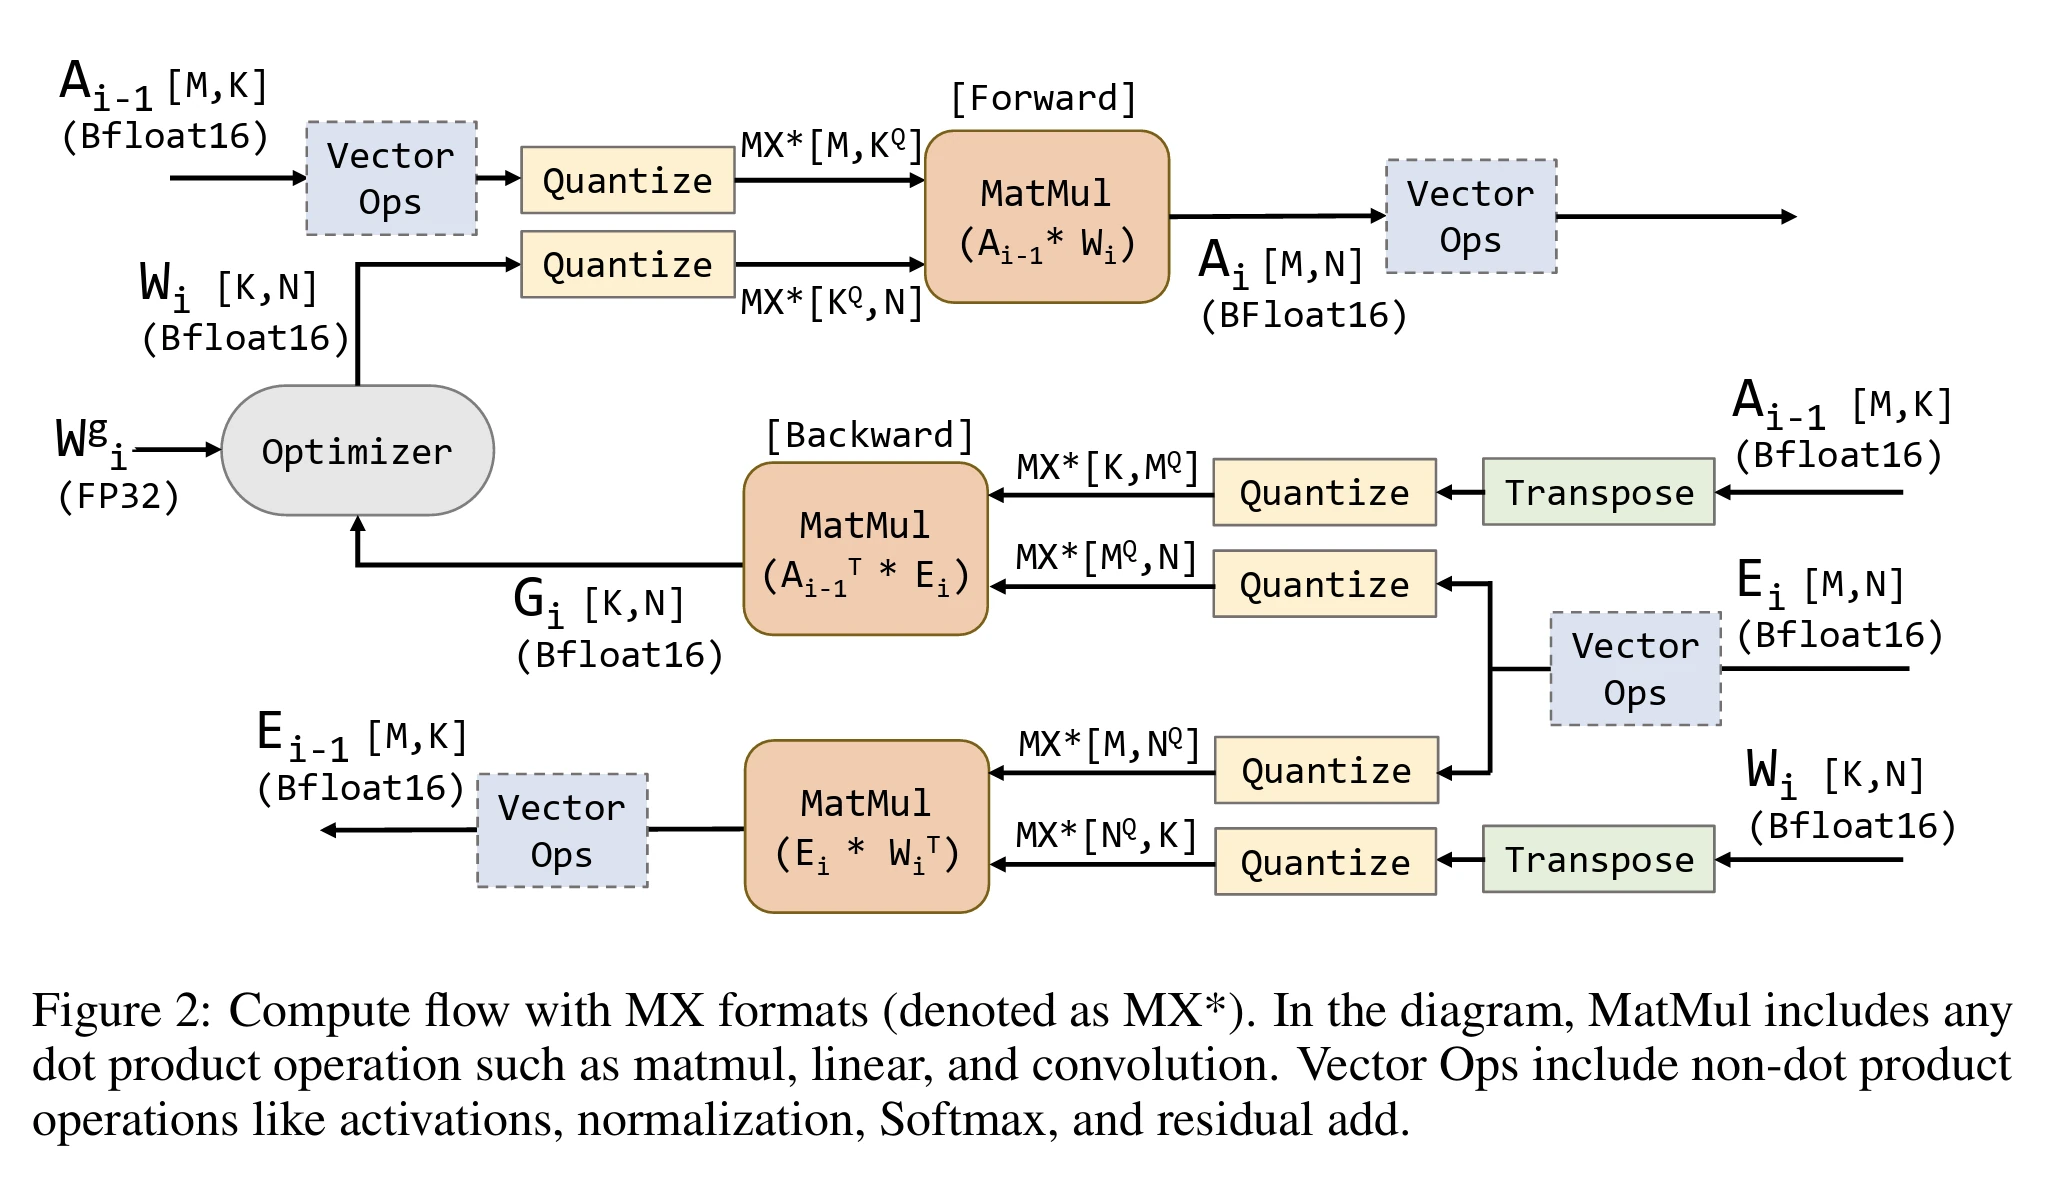 A_{i-1} [M,K]
(Bfloat16)
Vector
Ops
Quantize
MX*[M,K^Q]
[Forward]
MatMul
(A_{i-1}* W_i)
Vector
Ops
W_i [K,N]
(Bfloat16)
Quantize
MX*[K^Q,N]
A_i [M,N]
(BFloat16)
W^g_i
(FP32)
Optimizer
[Backward]
MatMul
(A_{i-1}^T * E_i)
MX*[K,M^Q]
Quantize
Transpose
A_{i-1} [M,K]
(Bfloat16)
MX*[M^Q,N]
Quantize
G_i [K,N]
(Bfloat16)
Vector
Ops
E_i [M,N]
(Bfloat16)
E_{i-1} [M,K]
(Bfloat16)
Vector
Ops
MatMul
(E_i * W_i^T)
MX*[M,N^Q]
Quantize
MX*[N^Q,K]
Quantize
Transpose
W_i [K,N]
(Bfloat16)
Figure 2: Compute flow with MX formats (denoted as MX*). In the diagram, MatMul includes any
dot product operation such as matmul, linear, and convolution. Vector Ops include non-dot product
operations like activations, normalization, Softmax, and residual add.